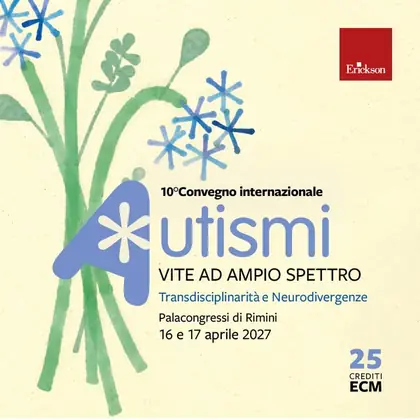 Erickson
10°Convegno internazionale
Autismi
VITE AD AMPIO SPETTRO
Transdisciplinarità e Neurodivergenze
Palacongressi di Rimini
16 e 17 aprile 2027
25
CREDITI
ECM